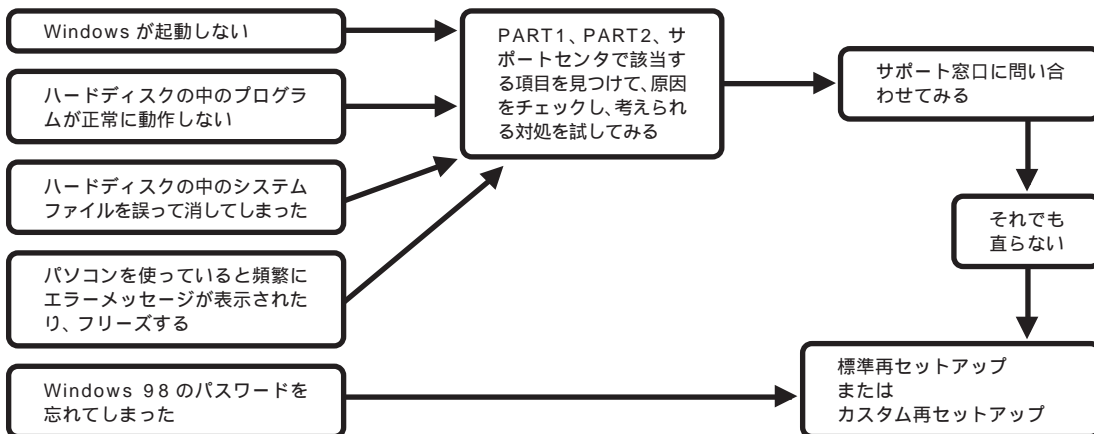 Windows が起動しない
ハードディスクの中のプログラ
ムが正常に動作しない
ハードディスクの中のシステム
ファイルを誤って消してしまった
パソコンを使っていると頻繁に
エラーメッセージが表示された
り、フリーズする
Windows 98 のパスワードを
忘れてしまった
PART1、PART2、サ
ポートセンタで該当す
る項目を見つけて、原因
をチェックし、考えられ
る対処を試してみる
サポート窓口に問い合
わせてみる
それでも
直らない
標準再セットアップ
または
カスタム再セットアップ